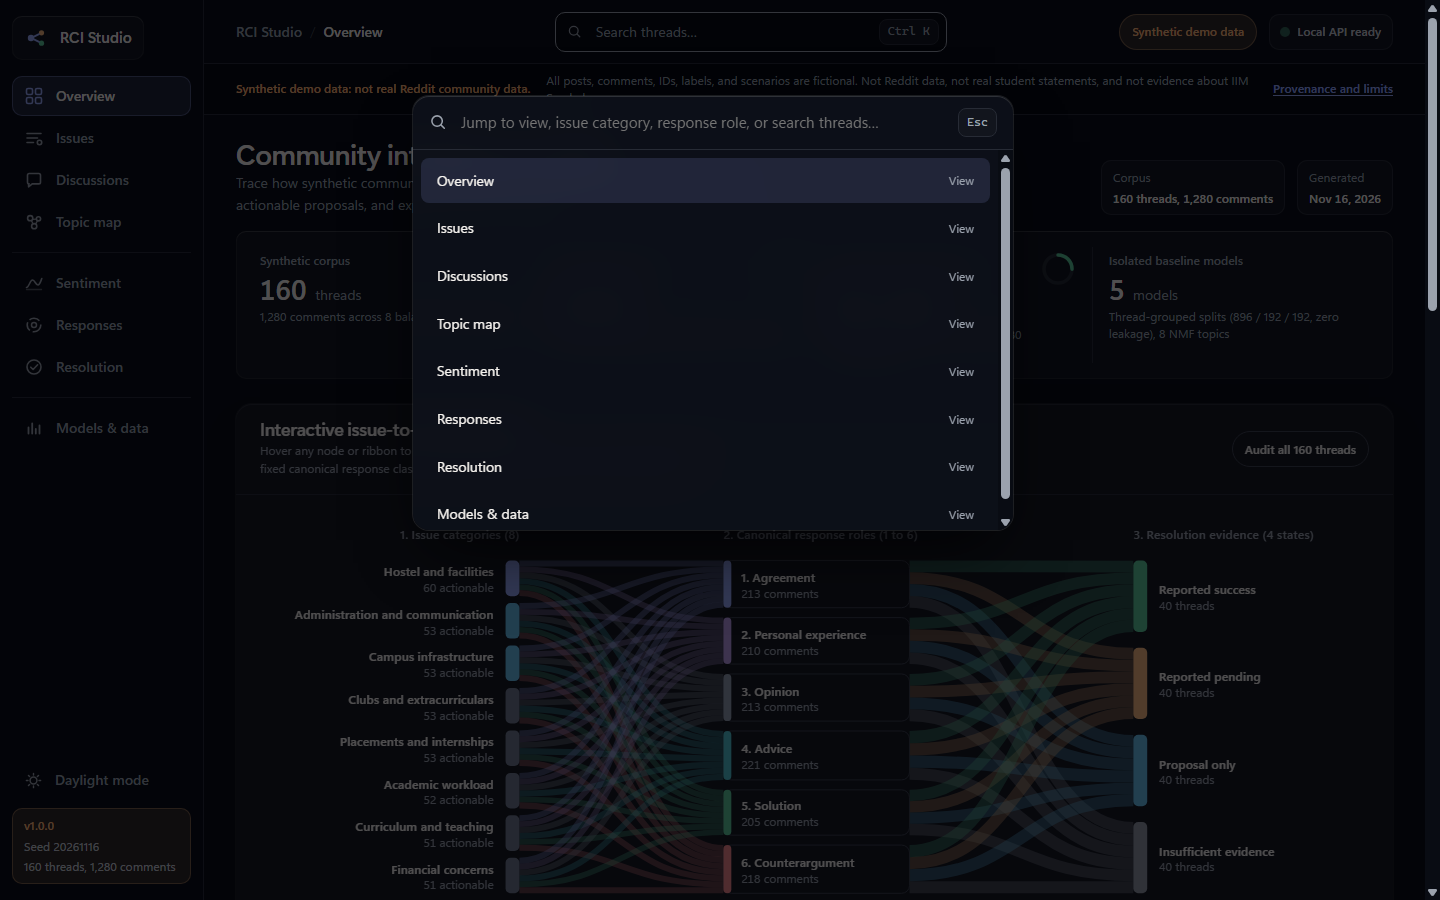 RCI Studio
RCI Studio / Overview
Search threads...
Ctrl K
Synthetic demo data
Local API ready
Synthetic demo data: not real Reddit community data.
All posts, comments, IDs, labels, and scenarios are fictional. Not Reddit data, not real student statements, and not evidence about IIM
Provenance and limits
Overview
Issues
Discussions
Topic map
Sentiment
Responses
Resolution
Models & data
Daylight mode
v1.0.0
Seed 20261116
160 threads, 1,280 comments
Jump to view, issue category, response role, or search threads...
Esc
Overview View
Issues View
Discussions View
Topic map View
Sentiment View
Responses View
Resolution View
Models & data View
Community
Trace how synthetic
actionable proposals, and
Corpus
160 threads, 1,280 comments
Generated
Nov 16, 2026
Synthetic corpus
160 threads
1,280 comments across 8
Isolated baseline models
5 models
Thread-grouped splits (896 / 192 / 192, zero
leakage), 8 NMF topics
Interactive issue-to-
Hover any node or ribbon to
fixed canonical response
Audit all 160 threads
1. Issue categories (8)
2. Canonical response roles (1 to 6)
3. Resolution evidence (4 states)
Hostel and facilities
60 actionable
Administration and communication
53 actionable
Campus infrastructure
53 actionable
Clubs and extracurriculars
53 actionable
Placements and internships
53 actionable
Academic workload
52 actionable
Curriculum and teaching
51 actionable
Financial concerns
51 actionable
1. Agreement
213 comments
2. Personal experience
210 comments
3. Opinion
213 comments
4. Advice
221 comments
5. Solution
205 comments
6. Counterargument
218 comments
Reported success
40 threads
Reported pending
40 threads
Proposal only
40 threads
Insufficient evidence
40 threads